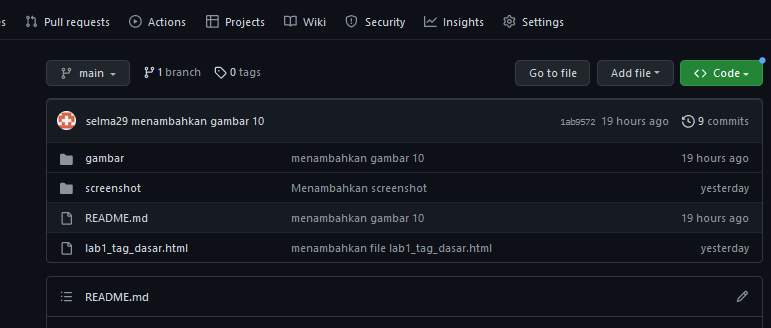 Pull requests Actions Projects Wiki Security Insights Settings
main 1 branch 0 tags Go to file Add file Code
selma29 menambahkan gambar 10 1ab9572 19 hours ago 9 commits
gambar menambahkan gambar 10 19 hours ago
screenshot Menambahkan screenshot yesterday
README.md menambahkan gambar 10 19 hours ago
lab1_tag_dasar.html menambahkan file lab1_tag_dasar.html yesterday
README.md